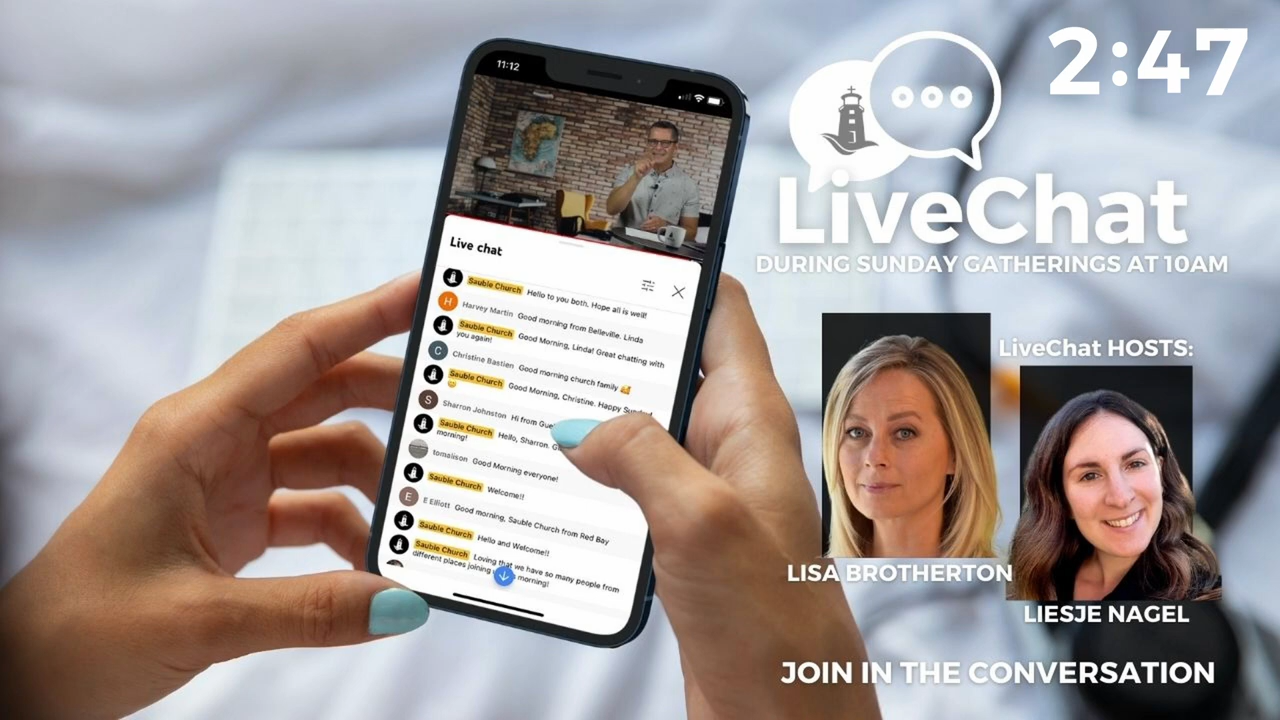 11:12
Live chat
Sauble Church Hello to you both. Hope all is well!
H Harvey Martin Good morning from Belleville. Linda
Sauble Church Good Morning, Linda! Great chatting with
you again!
C Christine Bastien Good morning church family
Sauble Church Good Morning, Christine. Happy
S Sharron Johnston Hi from
Sauble Church Hello, Sharron.
morning!
tomalison Good Morning everyone!
Sauble Church Welcome!!
E E Elliott Good morning, Sauble Church from Red Bay
Sauble Church Hello and Welcome!!
Sauble Church Loving that we have so many people from
different places joining morning!
2:47
LiveChat
DURING SUNDAY GATHERINGS AT 10AM
LiveChat HOSTS:
LISA BROTHERTON
LIESJE NAGEL
JOIN IN THE CONVERSATION